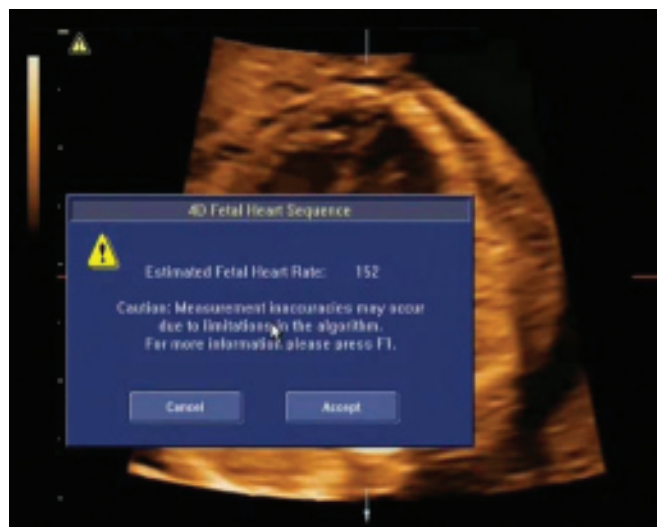 4D Fetal Heart Sequence
Estimated Fetal Heart Rate: 152
Caution: Measurement inaccuracies may occur
due to limitations in the algorithm.
For more information please press F1.
Cancel
Accept